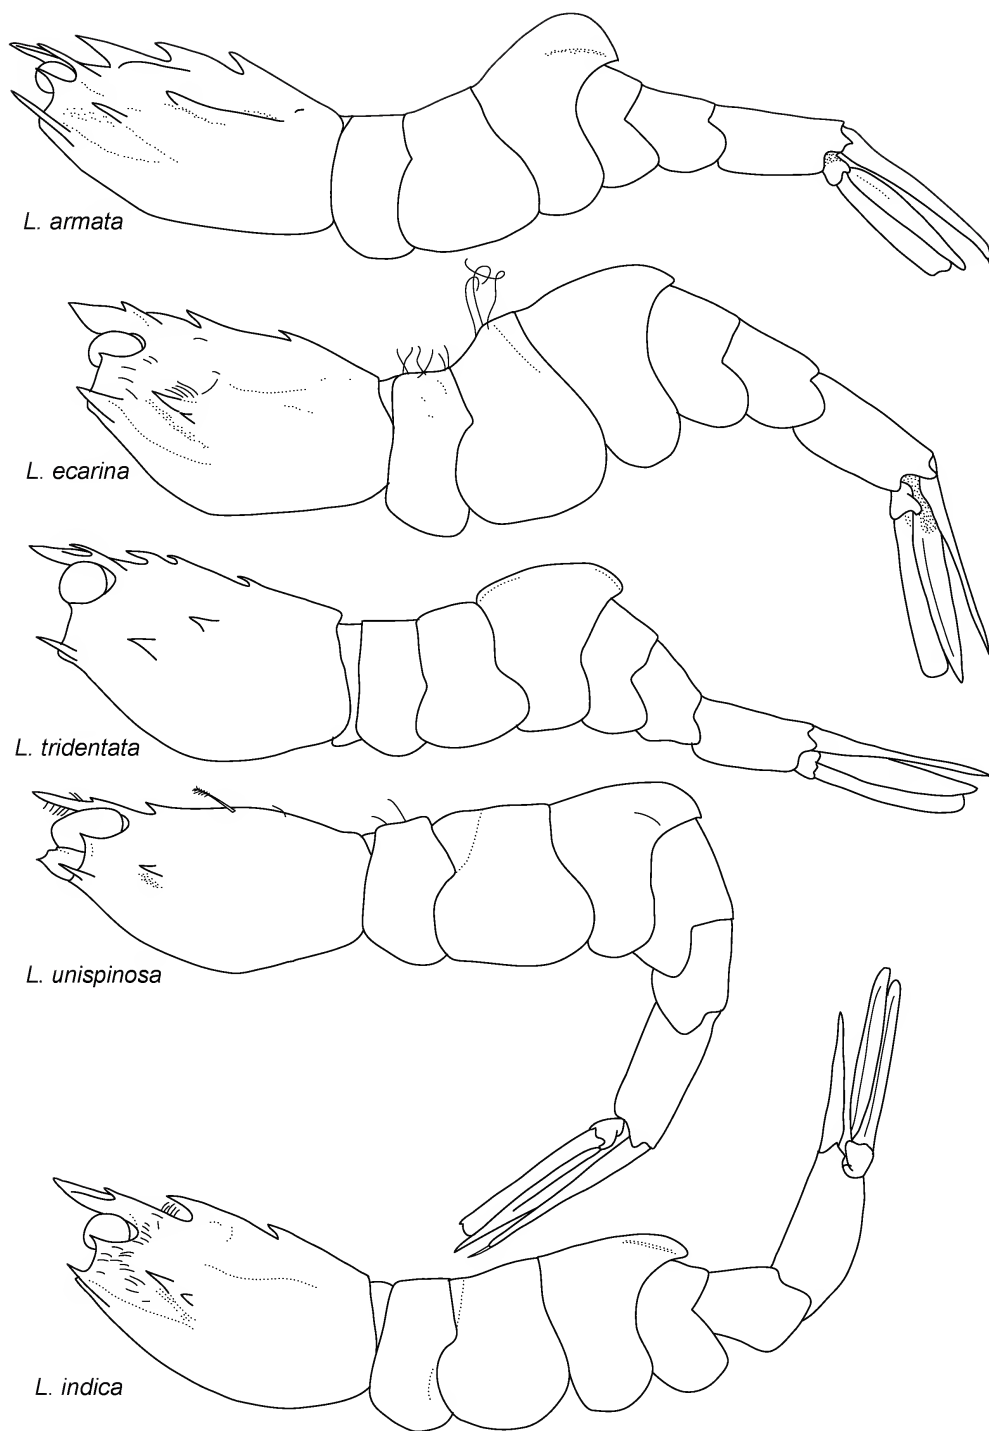 L. armata
L. ecarina
L. tridentata
L. unispinosa
L. indica